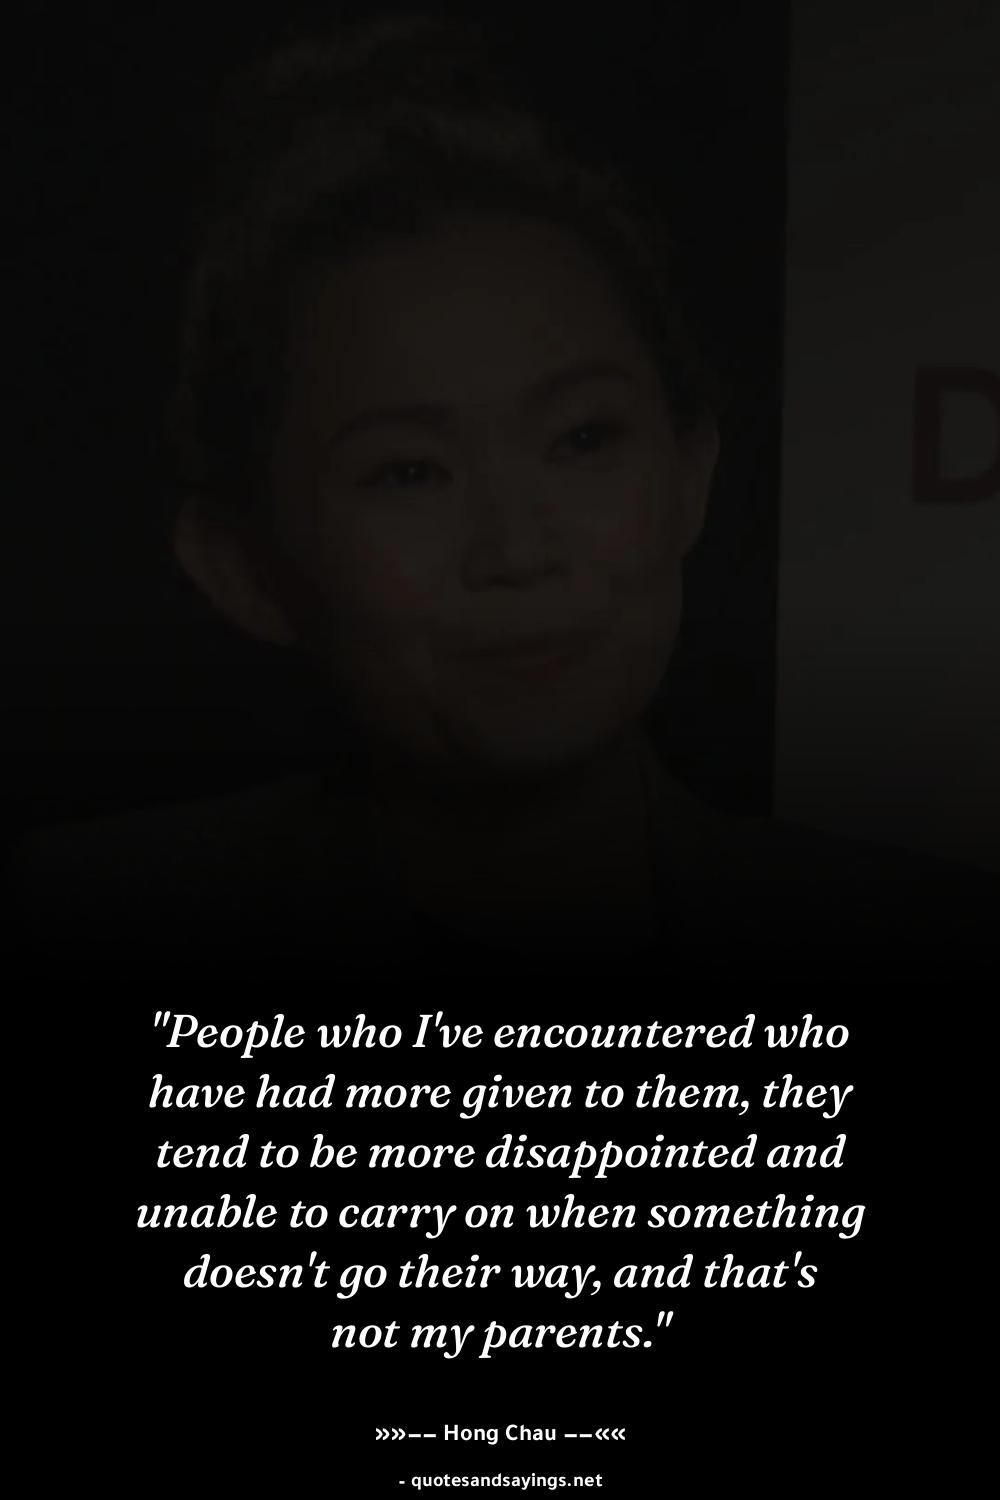 D
"People who I've encountered who
have had more given to them, they
tend to be more disappointed and
unable to carry on when something
doesn't go their way, and that's
not my parents."
»»−− Hong Chau −−««
- quotesandsayings.net